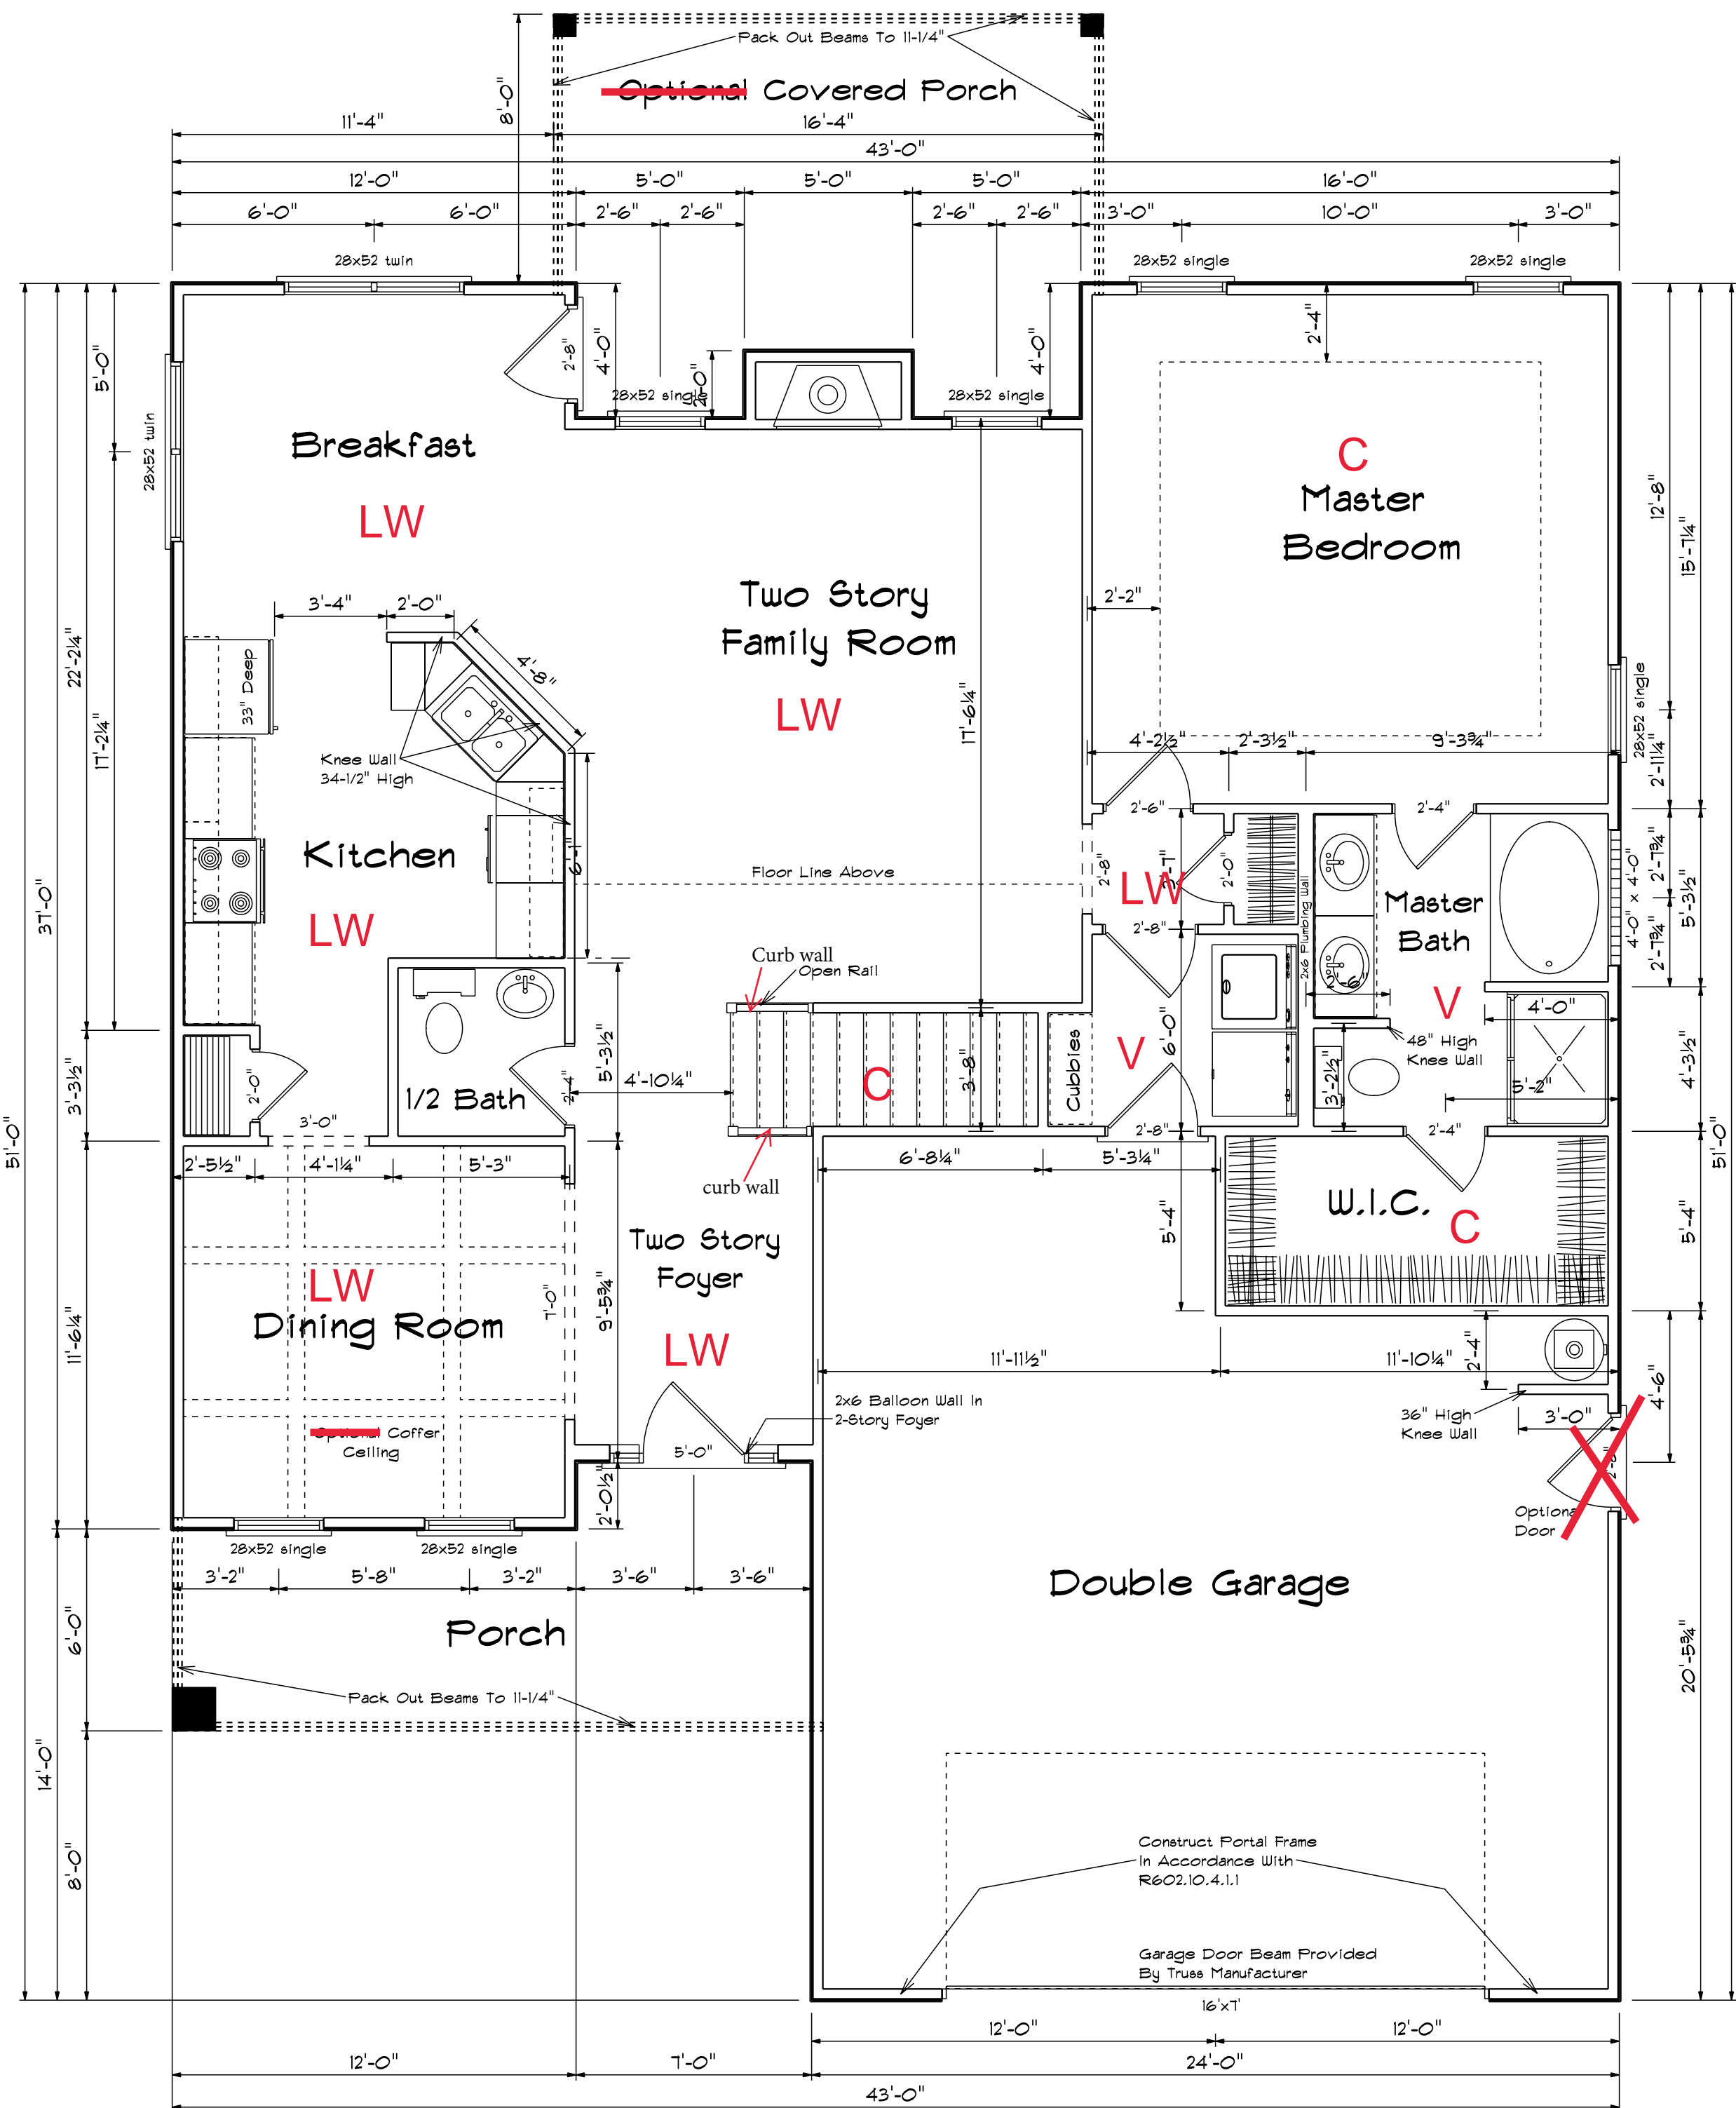 Pack Out Beams To 11-1/4"
Optional Covered Porch
8'-0"
11'-4"
16'-4"
43'-0"
12'-0"
5'-0"
5'-0"
5'-0"
16'-0"
6'-0"
6'-0"
2'-6"
2'-6"
2'-6"
2'-6"
3'-0"
10'-0"
3'-0"
28x52 twin
28x52 single
28x52 single
5'-0"
2'-8"
4'-0"
2'-0"
4'-0"
2'-4"
28x52 single
28x52 single
28x52 twin
Breakfast
LW
C
Master
Bedroom
12'-8"
15'-7¼"
Two Story
Family Room
LW
2'-2"
3'-4"
2'-0"
4'-8"
33" Deep
22'-2¼"
17'-2¼"
17'-6¼"
28x52 single
2'-11¼"
Knee Wall
34-1/2" High
4'-2½"
2'-3½"
9'-3¾"
2'-6"
2'-4"
Kitchen
LW
6'-1"
Floor Line Above
2'-8"
LW
3'-7"
2'-0"
2'-8"
2x6 Plumbing Wall
Master
Bath
V
4'-0" x 4'-0"
2'-7¾"
2'-7¾"
5'-3½"
37'-0"
51'-0"
Curb wall
Open Rail
2'-6"
4'-0"
48" High
Knee Wall
3'-2½"
5'-2"
2'-4"
4'-3½"
51'-0"
3'-3½"
2'-0"
3'-0"
1/2 Bath
2'-4"
5'-3½"
4'-10¼"
C
3'-8"
Cubbies
V
6'-0"
2'-8"
2'-5½"
4'-1¼"
5'-3"
6'-8¼"
5'-3¼"
curb wall
W.I.C.
C
5'-4"
5'-4"
Two Story
Foyer
LW
LW
Dining Room
7'-0"
9'-5¾"
11'-6¼"
Optional Coffer
Ceiling
11'-11½"
11'-10¼"
2'-4"
4'-6"
2x6 Balloon Wall In
2-Story Foyer
36" High
Knee Wall
3'-0"
5'-0"
2'-0½"
2'-8"
Optional
Door
28x52 single
28x52 single
3'-2"
5'-8"
3'-2"
3'-6"
3'-6"
Double Garage
Porch
6'-0"
20'-5¾"
Pack Out Beams To 11-1/4"
14'-0"
8'-0"
Construct Portal Frame
In Accordance With
R602.10.4.1.1
Garage Door Beam Provided
By Truss Manufacturer
16'x7'
12'-0"
12'-0"
12'-0"
7'-0"
24'-0"
43'-0"